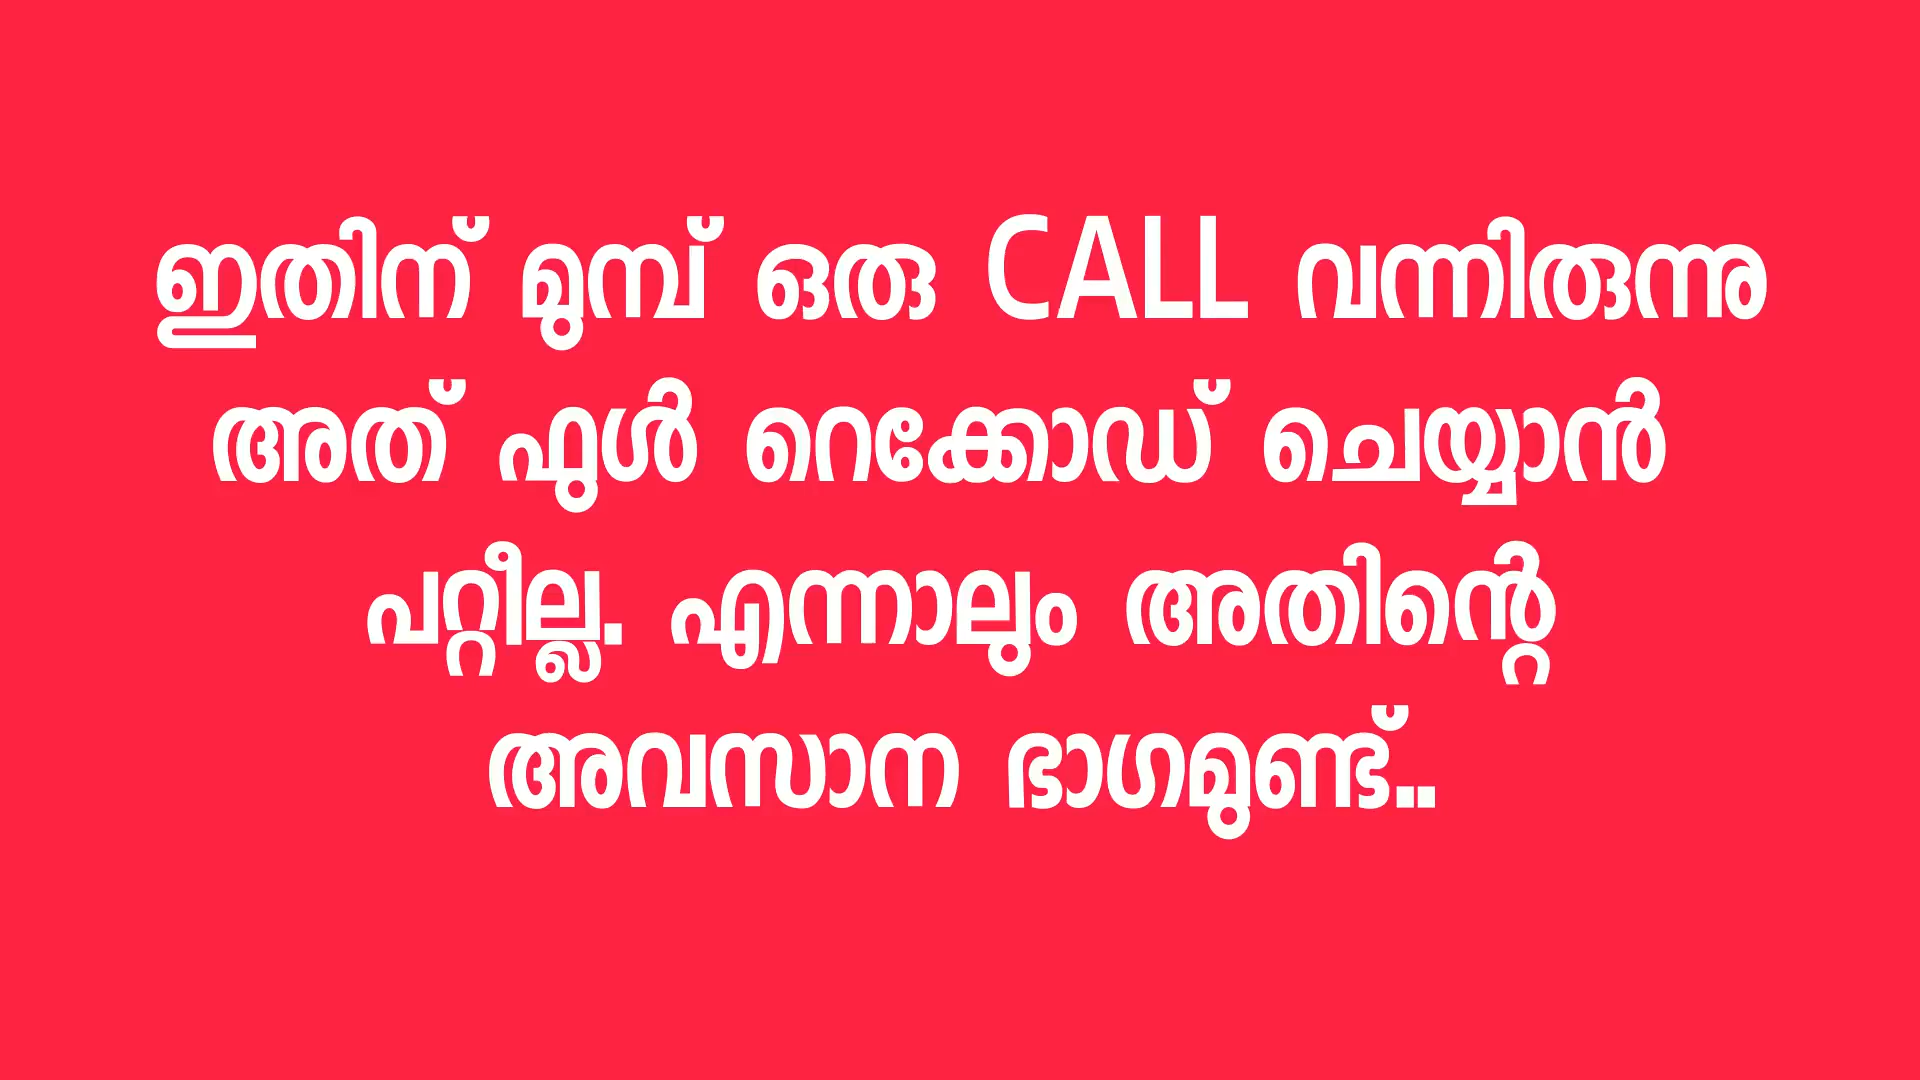 ഇതിന് മുമ്പ് ഒരു CALL വന്നിരുന്നു
അത് ഫുൾ റെക്കോഡ് ചെയ്യാൻ
പറ്റീല്ല. എന്നാലും അതിന്റെ
അവസാന ഭാഗമുണ്ട്..